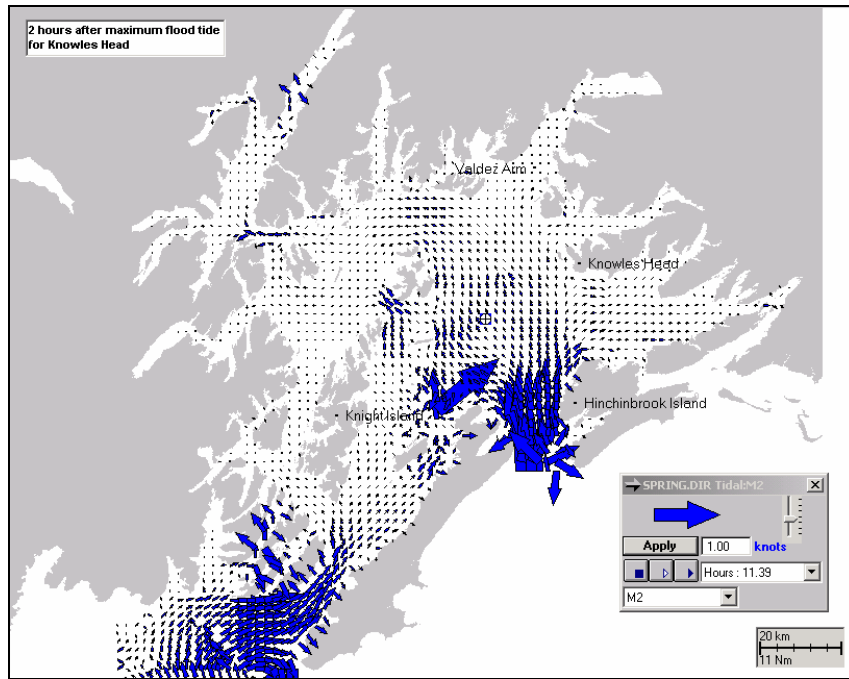 2 hours after maximum flood tide
for Knowles Head
Valdez Arm
Knowles Head
Hinchinbrook Island
Knight Island
SPRING.DIR Tidal:M2
Apply 1.00 knots
Hours : 11.39
M2
20 km
11 Nm